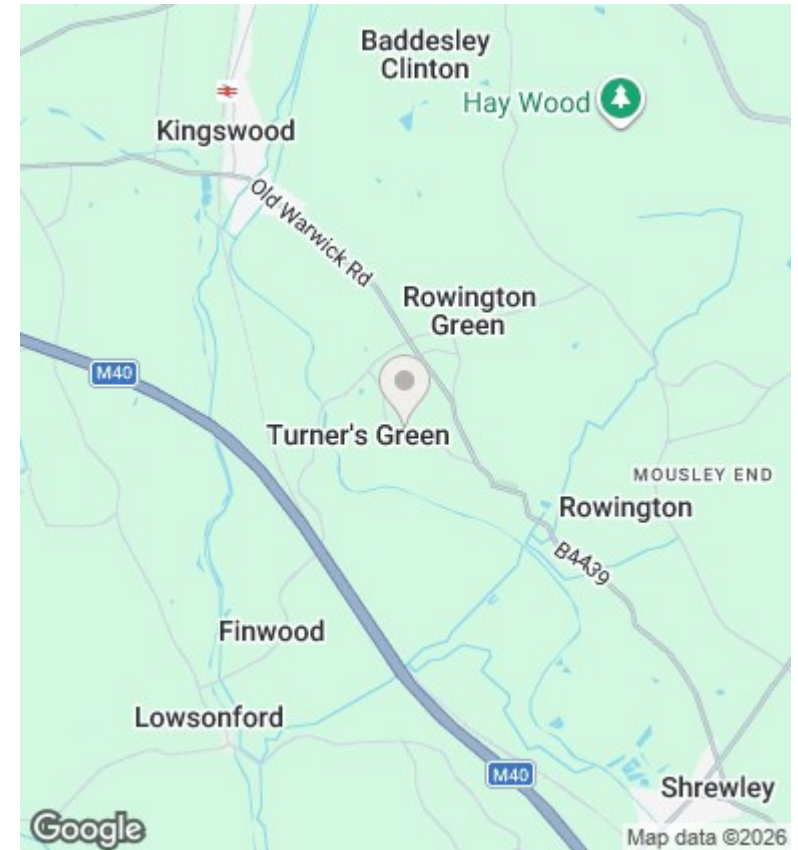 Baddesley
Clinton
Hay Wood
Kingswood
Old Warwick Rd
Rowington
Green
M40
Turner's Green
MOUSLEY END
Rowington
B4439
Finwood
Lowsonford
M40
Shrewley
Google
Map data ©2026